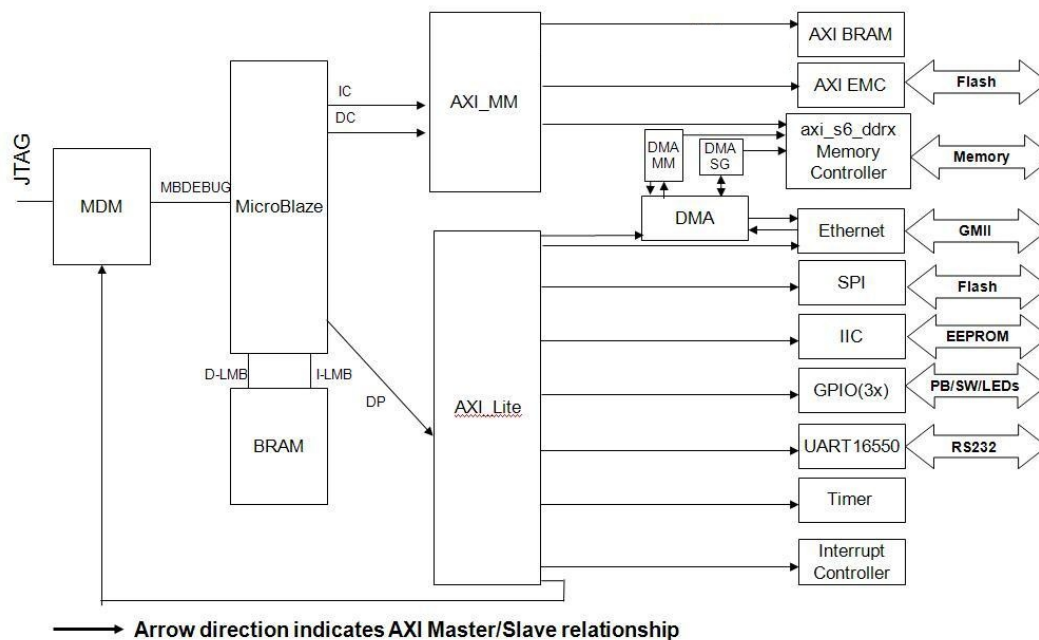 JTAG
MDM
MBDEBUG
MicroBlaze
D-LMB
I-LMB
BRAM
IC
DC
DP
AXI_MM
AXI_Lite
DMA
MM
DMA
SG
DMA
AXI BRAM
AXI EMC
Flash
axi_s6_ddrx
Memory
Controller
Memory
Ethernet
GMII
SPI
Flash
IIC
EEPROM
GPIO(3x)
PB/SW/LEDs
UART16550
RS232
Timer
Interrupt
Controller
Arrow direction indicates AXI Master/Slave relationship